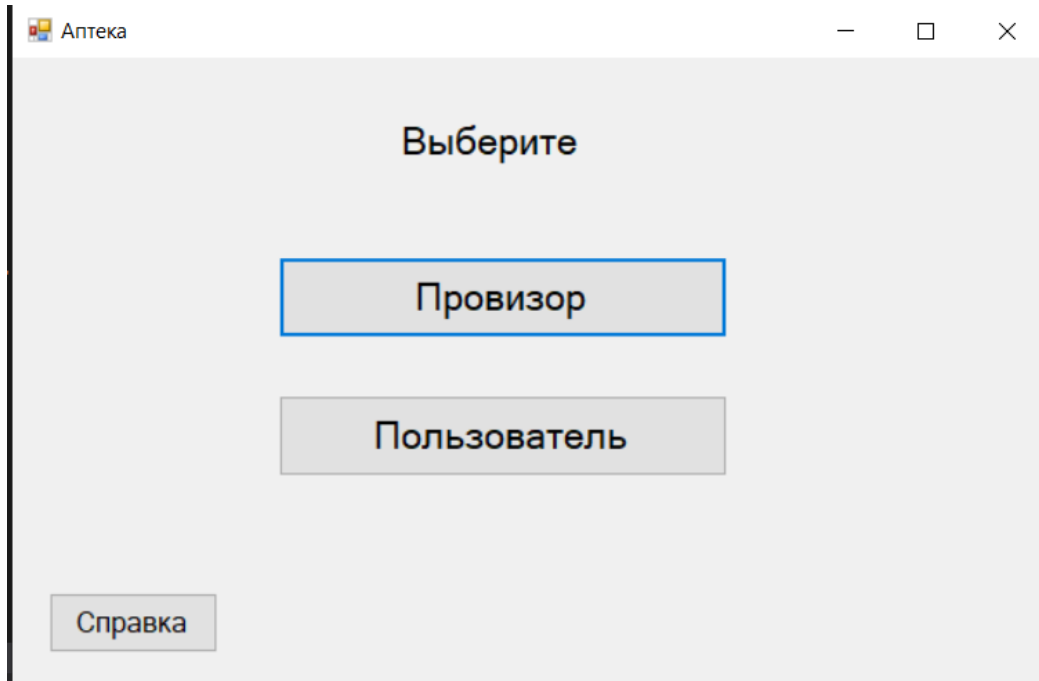 Аптека
Выберите
Провизор
Пользователь
Справка